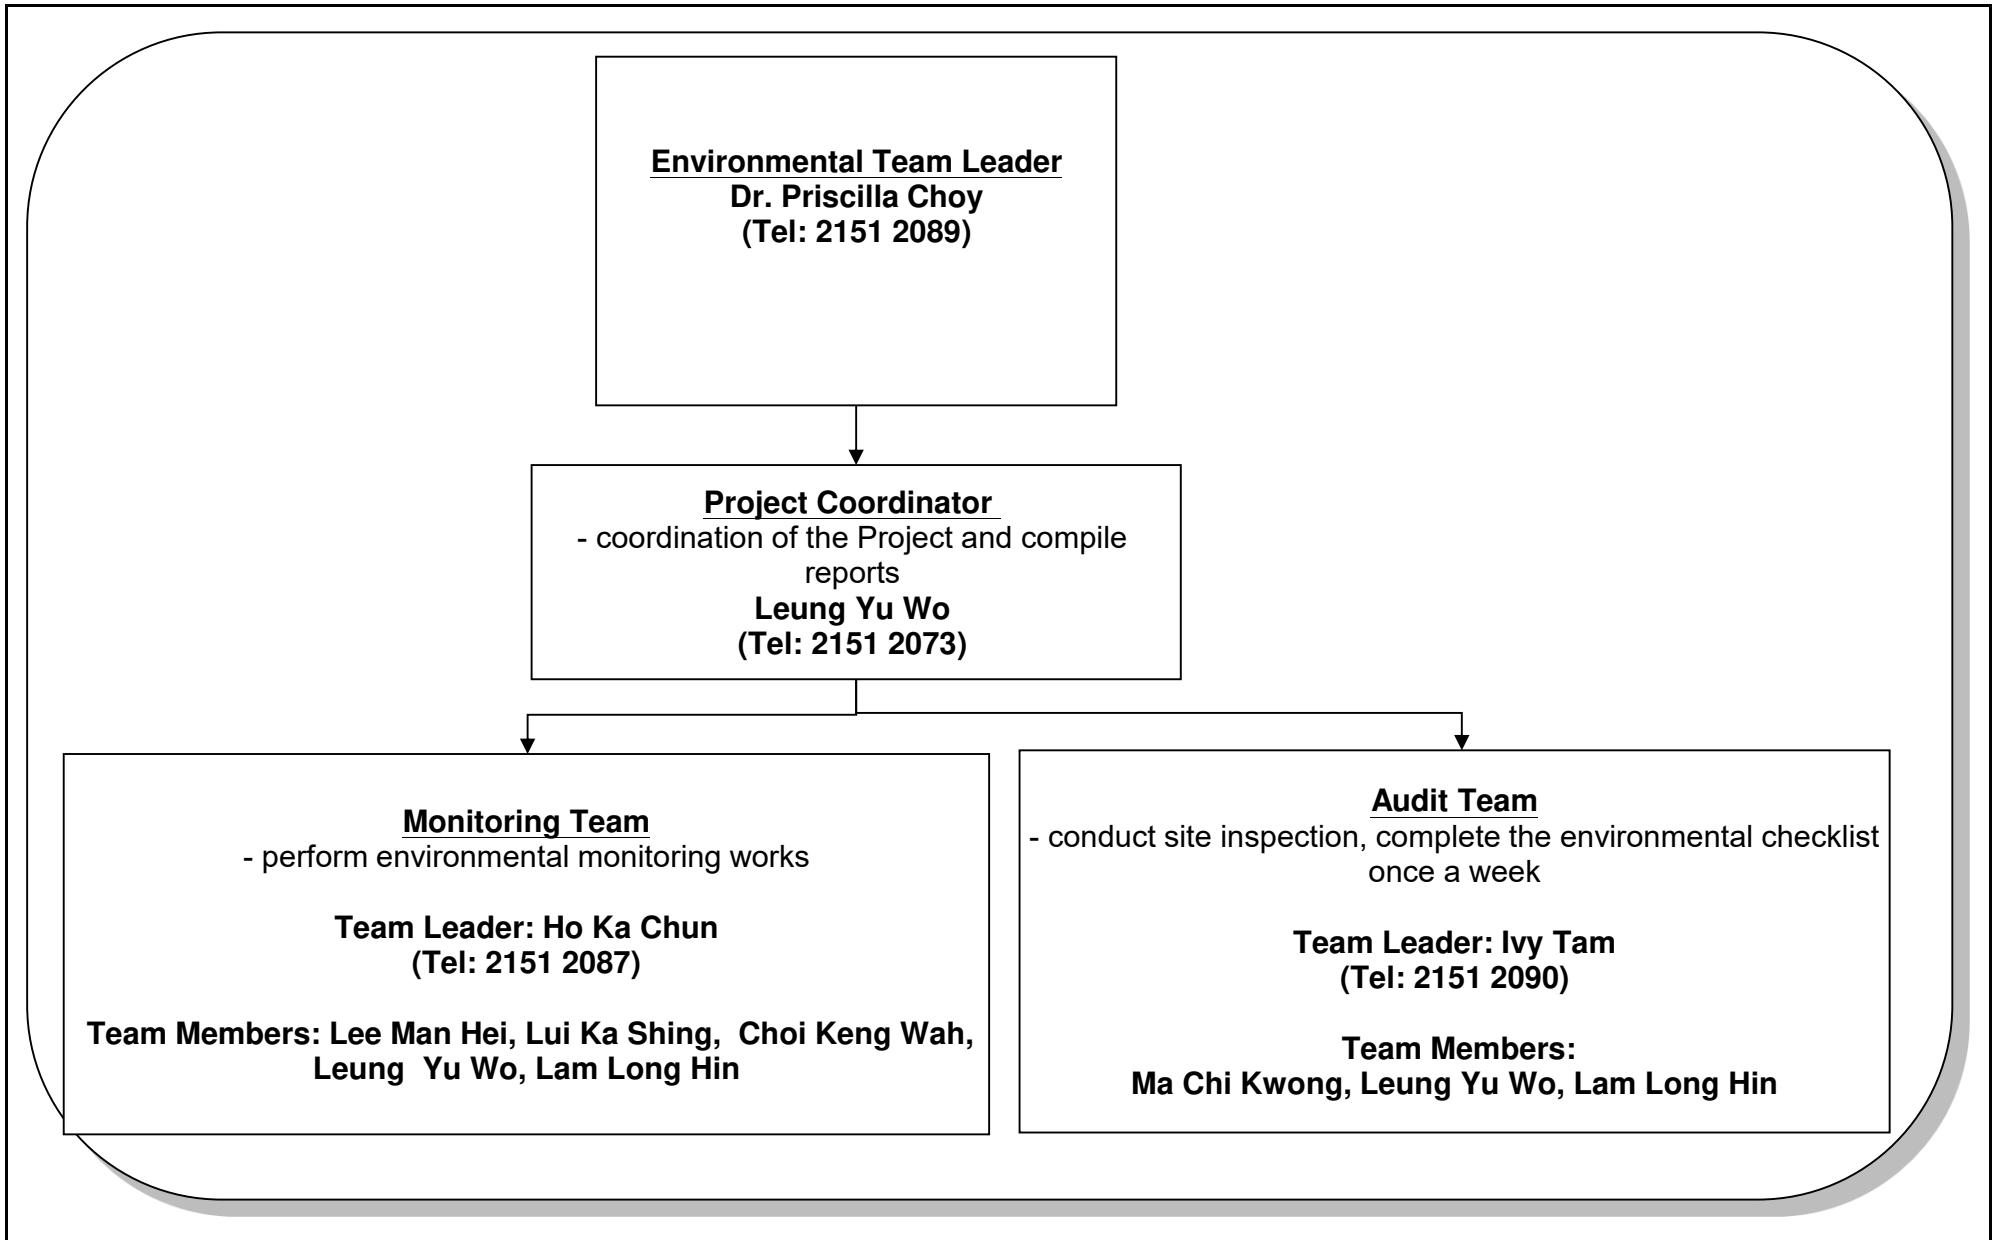 Environmental Team Leader
Dr. Priscilla Choy
(Tel: 2151 2089)
Project Coordinator
- coordination of the Project and compile
reports
Leung Yu Wo
(Tel: 2151 2073)
Monitoring Team
- perform environmental monitoring works
Team Leader: Ho Ka Chun
(Tel: 2151 2087)
Team Members: Lee Man Hei, Lui Ka Shing,  Choi Keng Wah,
Leung  Yu Wo, Lam Long Hin
Audit Team
- conduct site inspection, complete the environmental checklist
once a week
Team Leader: Ivy Tam
(Tel: 2151 2090)
Team Members:
Ma Chi Kwong, Leung Yu Wo, Lam Long Hin